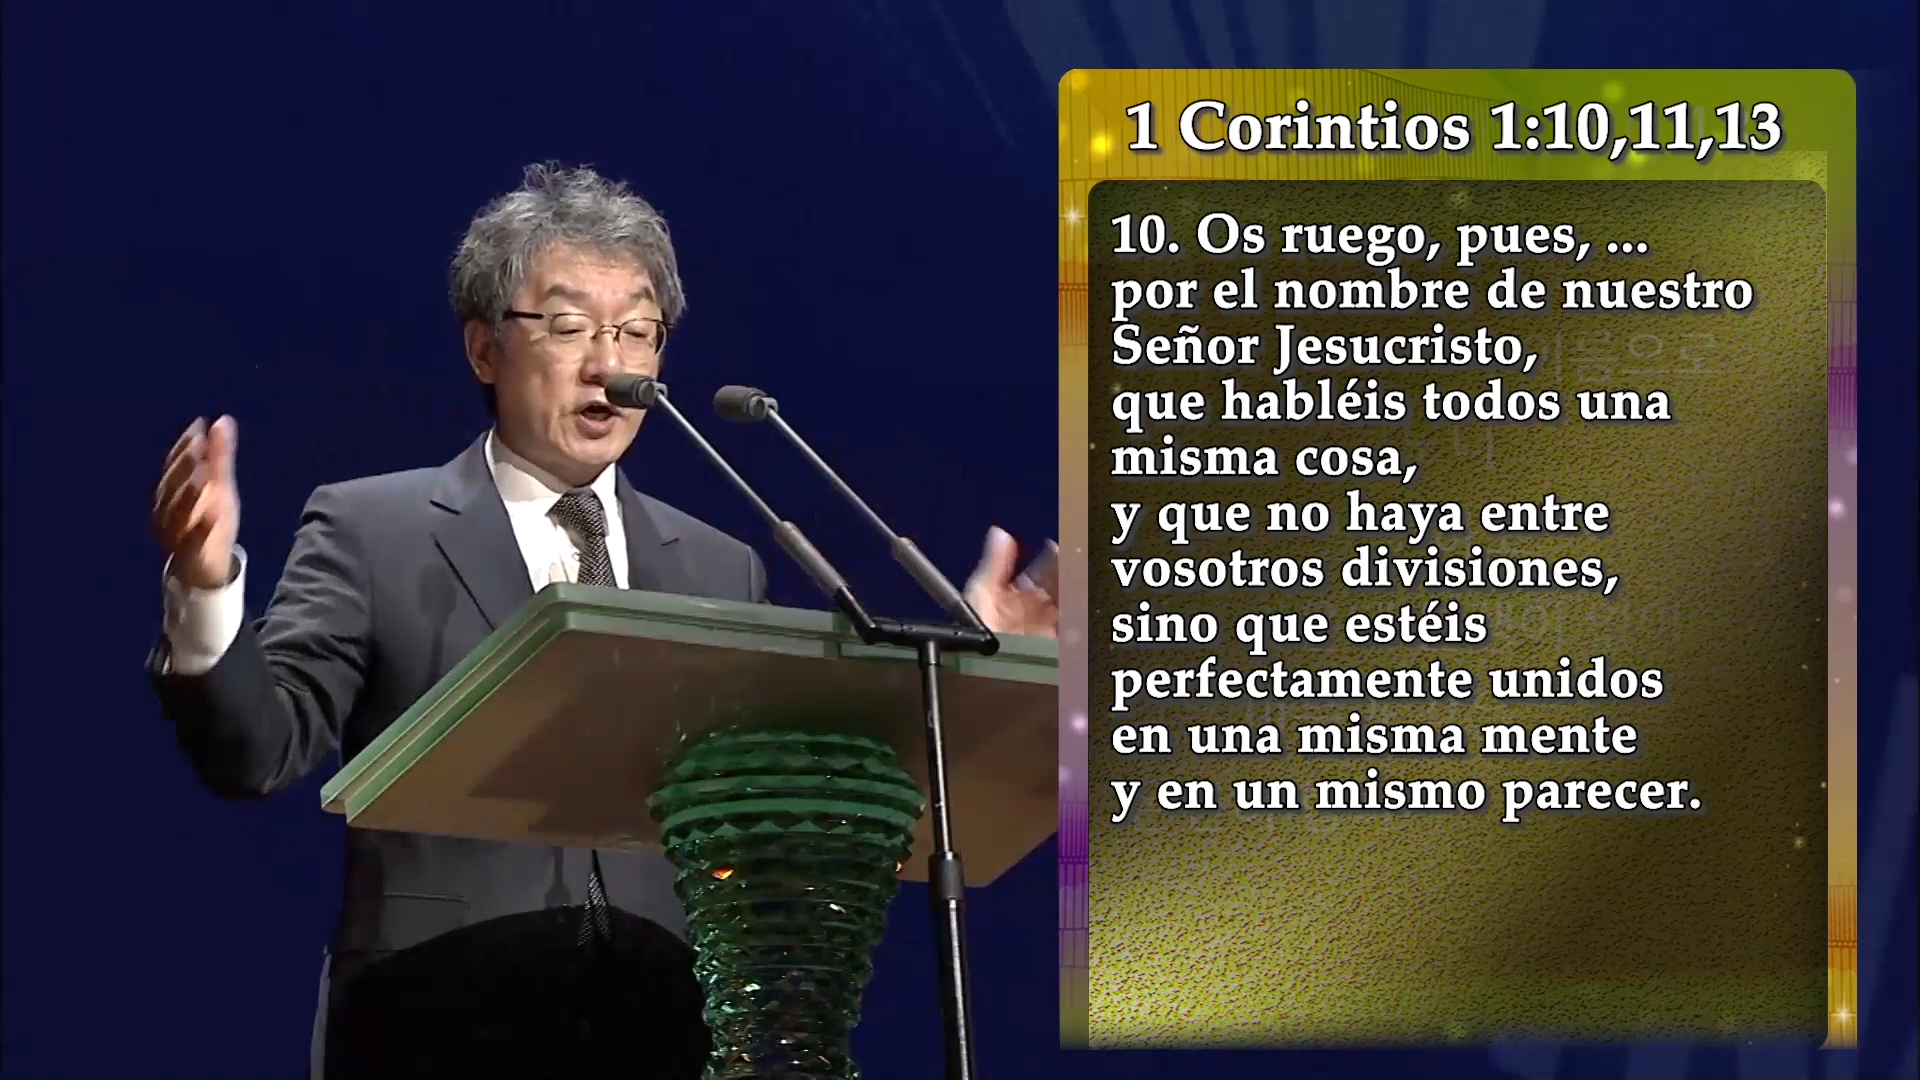 1 Corintios 1:10,11,13
10. Os ruego, pues, ...
por el nombre de nuestro
Señor Jesucristo,
que habléis todos una
misma cosa,
y que no haya entre
vosotros divisiones,
sino que estéis
perfectamente unidos
en una misma mente
y en un mismo parecer.